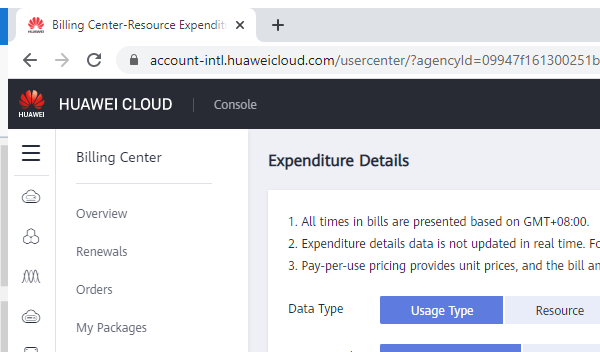 Billing Center-Resource Expendit
account-intl.huaweicloud.com/usercenter/?agencyId=09947f161300251b
HUAWEI
HUAWEI CLOUD
Console
Billing Center
Overview
Renewals
Orders
My Packages
Expenditure Details
1. All times in bills are presented based on GMT+08:00.
2. Expenditure details data is not updated in real time. Fo
3. Pay-per-use pricing provides unit prices, and the bill an
Data Type
Usage Type
Resource